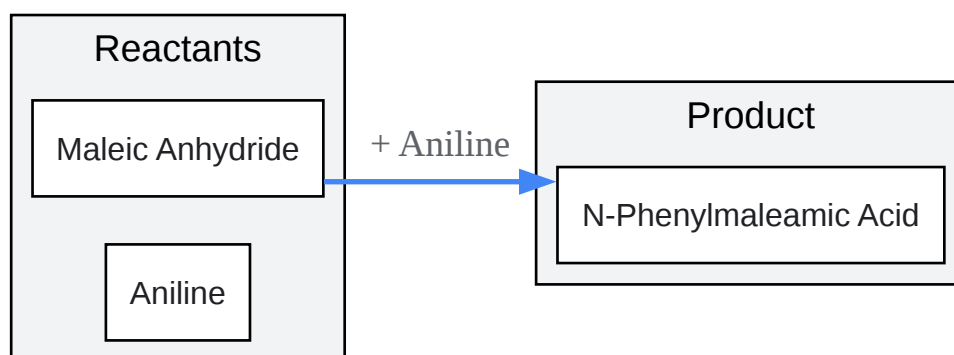 Reactants
Maleic Anhydride
Aniline
+ Aniline
Product
N-Phenylmaleamic Acid